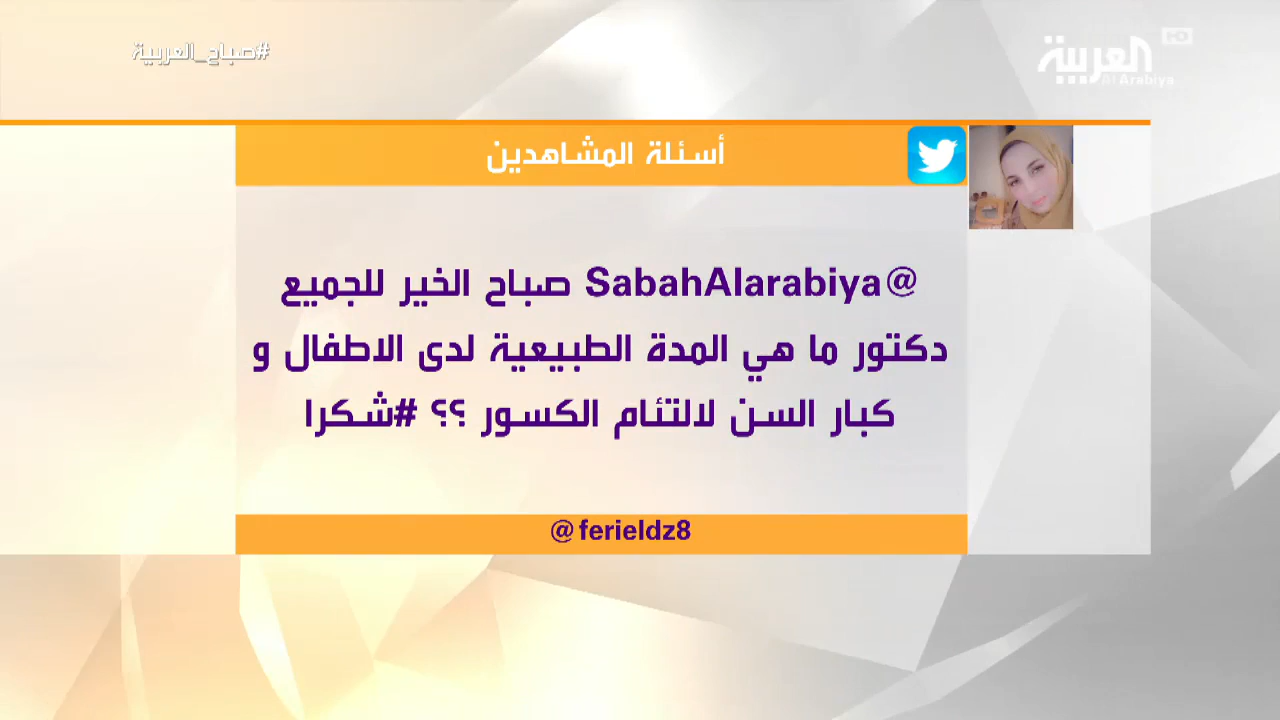 #صباح_العربية
العربية HD
Al Arabiya
أسئلة المشاهدين
@SabahAlarabiya صباح الخير للجميع
دكتور ما هي المدة الطبيعية لدى الاطفال و
كبار السن لالتئام الكسور ؟؟ #شكرا
@ferieldz8